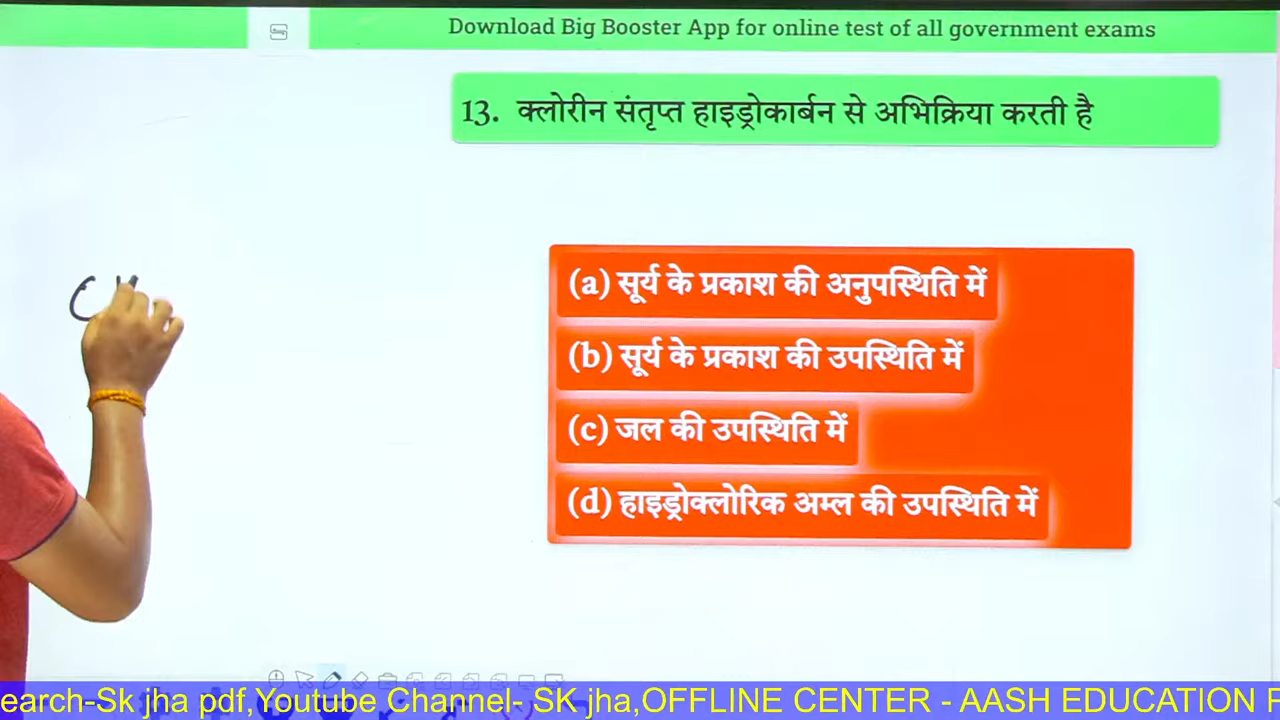 Download Big Booster App for online test of all government exams
13. क्लोरीन संतृप्त हाइड्रोकार्बन से अभिक्रिया करती है
(a) सूर्य के प्रकाश की अनुपस्थिति में
(b) सूर्य के प्रकाश की उपस्थिति में
(c) जल की उपस्थिति में
(d) हाइड्रोक्लोरिक अम्ल की उपस्थिति में
earch-Sk jha pdf,Youtube Channel- SK jha,OFFLINE CENTER - AASH EDUCATION